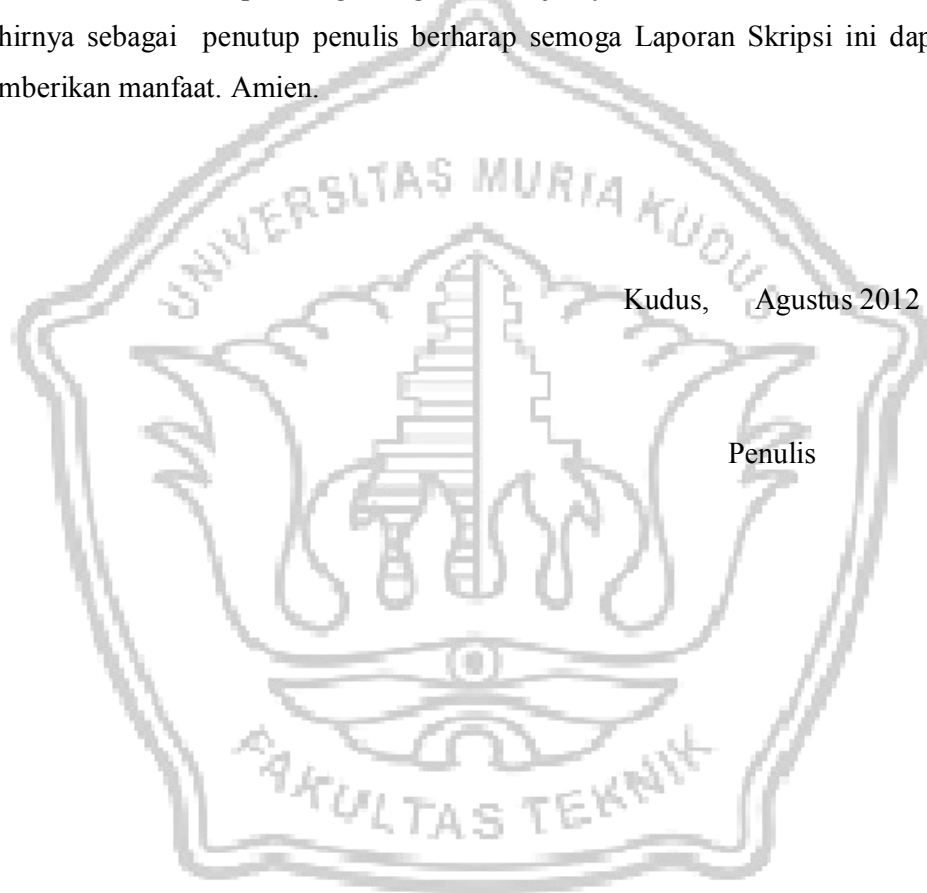 hirnya sebagai penutup penulis berharap semoga Laporan Skripsi ini dap
mberikan manfaat. Amien.
UNIVERSITAS MURIA KUDUS
Kudus, Agustus 2012
Penulis
FAKULTAS TEKNIK